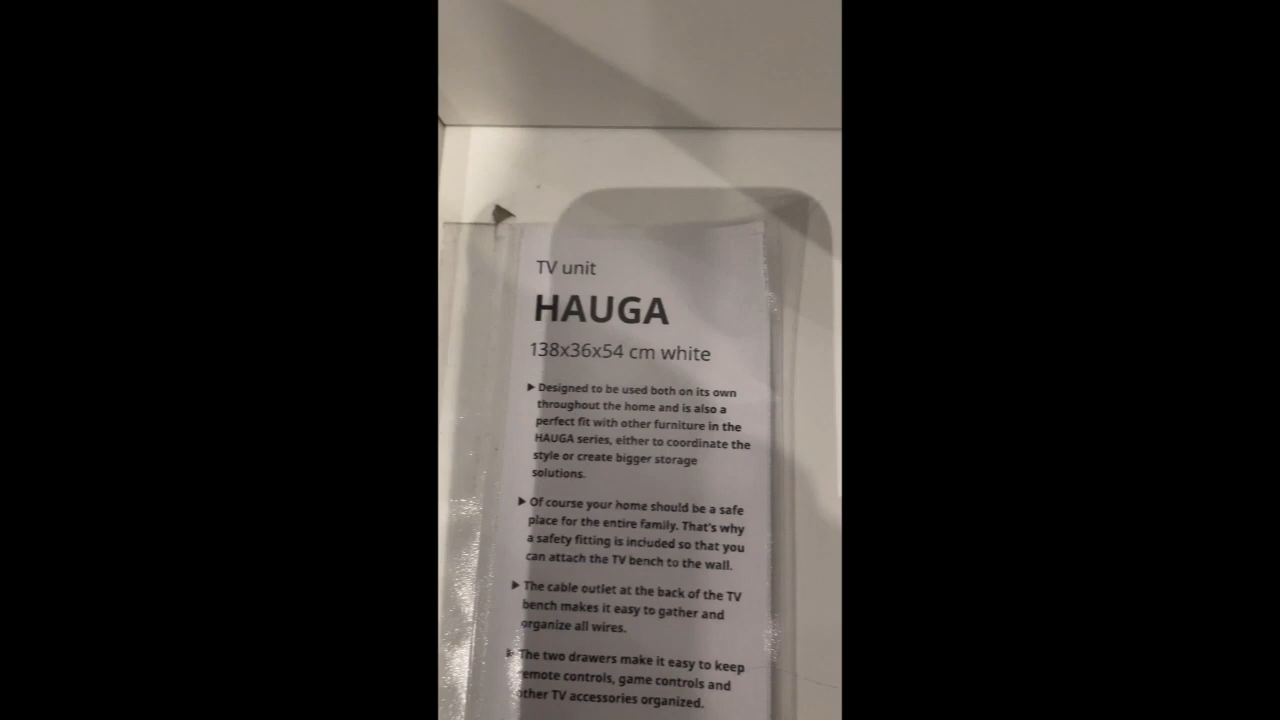 TV unit
HAUGA
138x36x54 cm white
▶ Designed to be used both on its own
throughout the home and is also a
perfect fit with other furniture in the
HAUGA series, either to coordinate the
style or create bigger storage
solutions.
▶ Of course your home should be a safe
place for the entire family. That's why
a safety fitting is included so that you
can attach the TV bench to the wall.
▶ The cable outlet at the back of the TV
bench makes it easy to gather and
organize all wires.
▶ The two drawers make it easy to keep
remote controls, game controls and
other TV accessories organized.